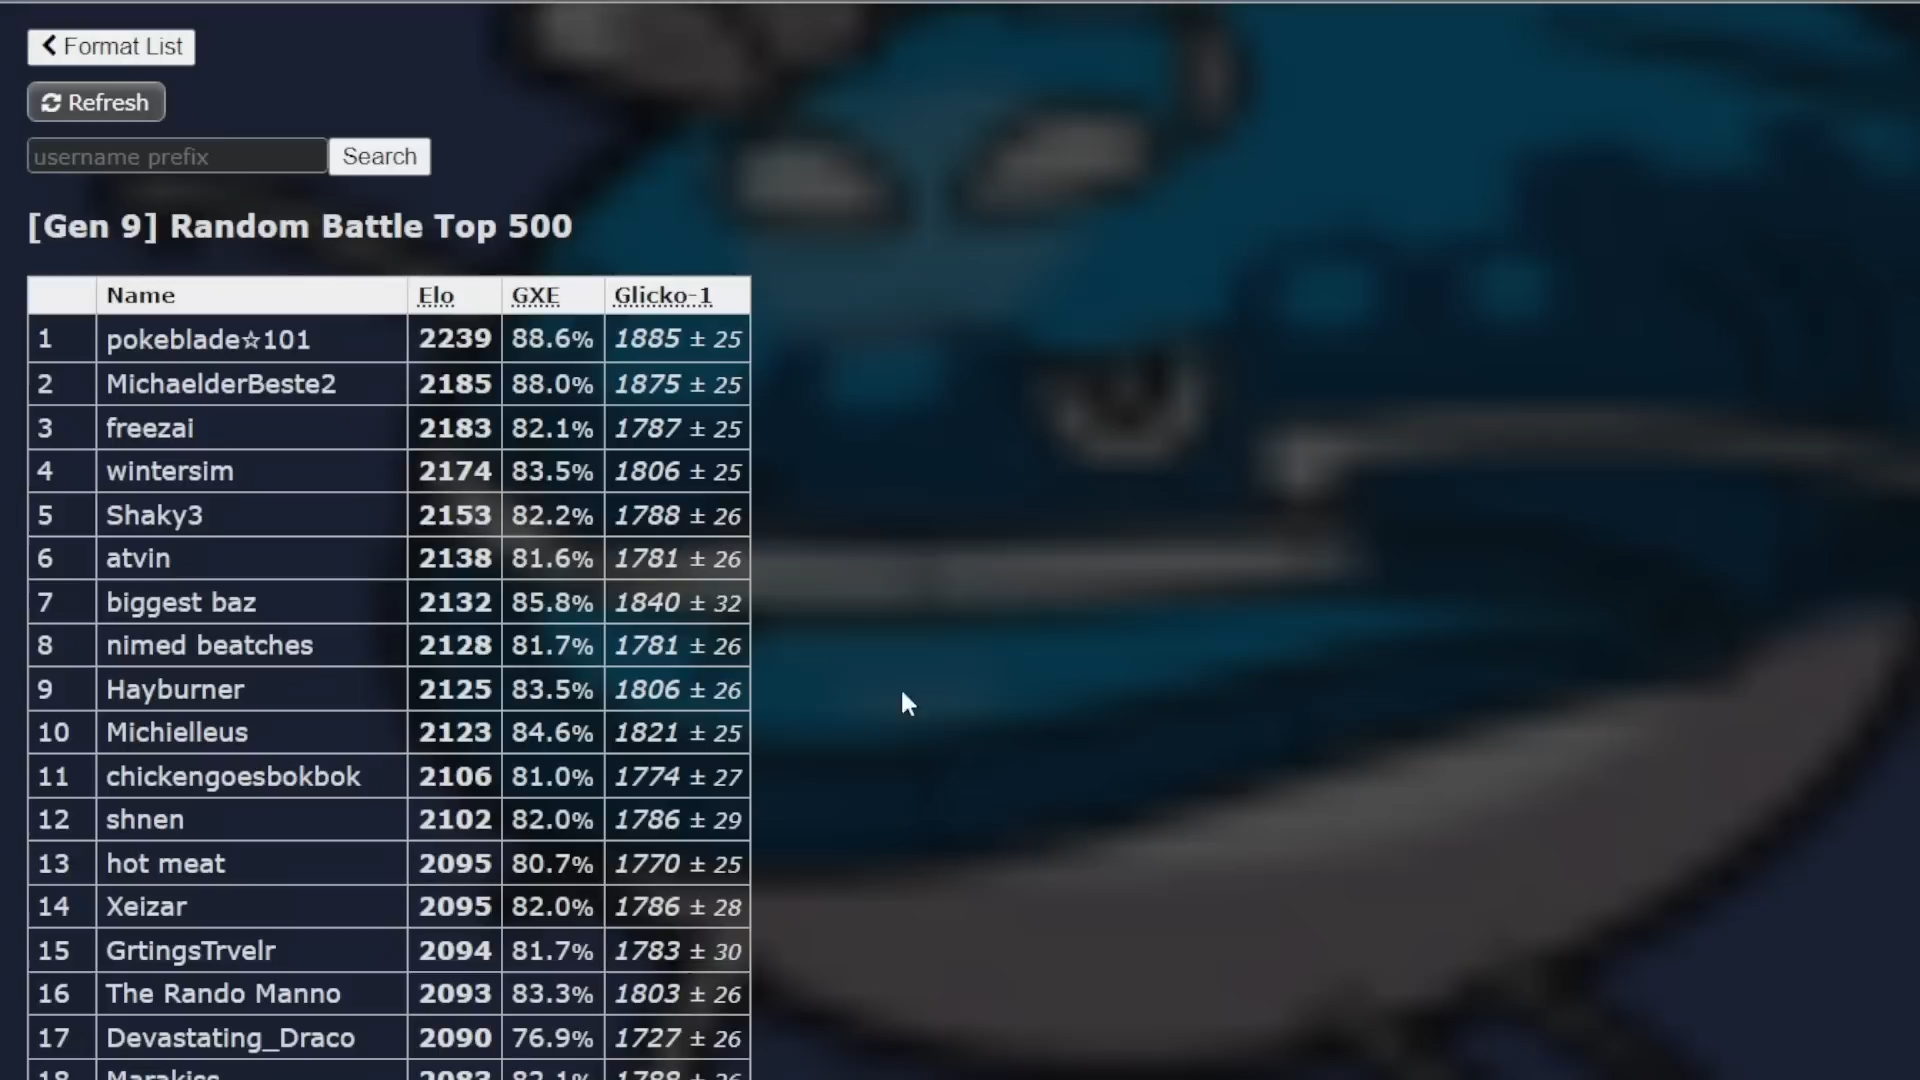 Format List
Refresh
username prefix Search
[Gen 9] Random Battle Top 500
Name Elo GXE Glicko-1
1 pokeblade☆101 2239 88.6% 1885 ± 25
2 MichaelderBeste2 2185 88.0% 1875 ± 25
3 freezai 2183 82.1% 1787 ± 25
4 wintersim 2174 83.5% 1806 ± 25
5 Shaky3 2153 82.2% 1788 ± 26
6 atvin 2138 81.6% 1781 ± 26
7 biggest baz 2132 85.8% 1840 ± 32
8 nimed beatches 2128 81.7% 1781 ± 26
9 Hayburner 2125 83.5% 1806 ± 26
10 Michielleus 2123 84.6% 1821 ± 25
11 chickengoesbokbok 2106 81.0% 1774 ± 27
12 shnen 2102 82.0% 1786 ± 29
13 hot meat 2095 80.7% 1770 ± 25
14 Xeizar 2095 82.0% 1786 ± 28
15 GrtingsTrvelr 2094 81.7% 1783 ± 30
16 The Rando Manno 2093 83.3% 1803 ± 26
17 Devastating_Draco 2090 76.9% 1727 ± 26
18 Marakiss 2083 82.1% 1788 ± 26